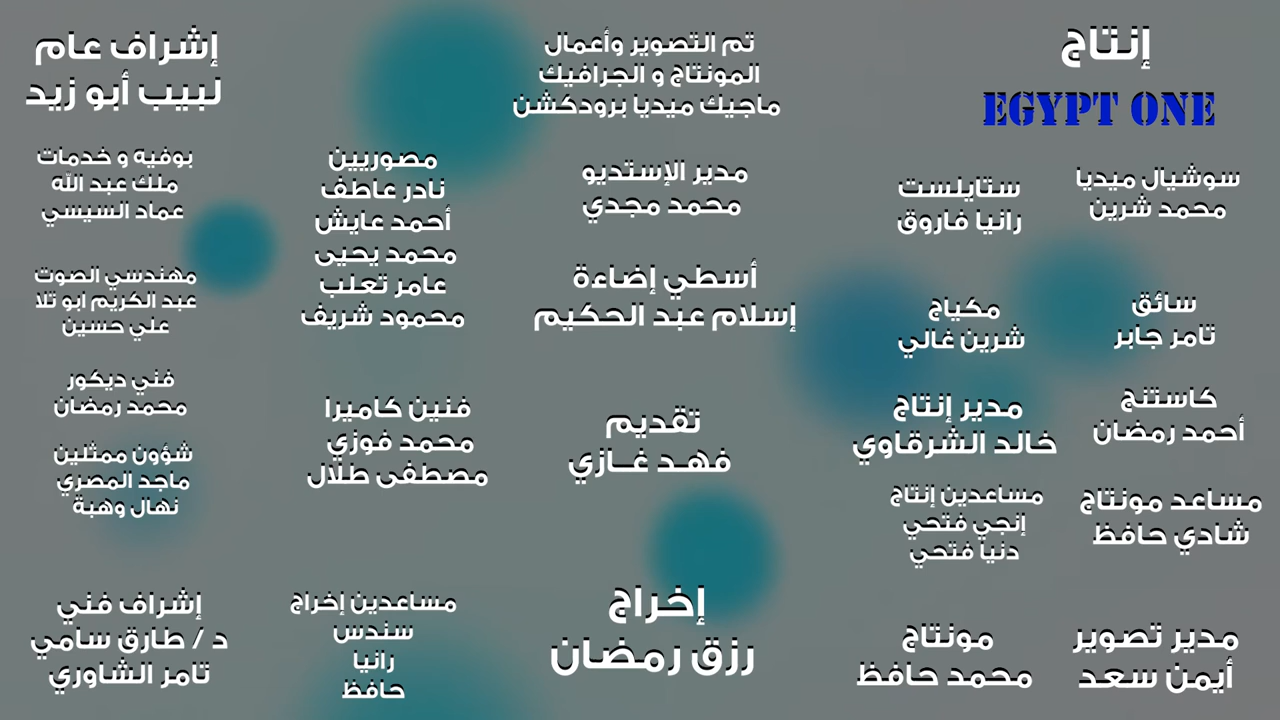 إنتاج
EGYPT ONE
سوشيال ميديا
محمد شرين
ستايلست
رانيا فاروق
سائق
تامر جابر
مكياج
شرين غالي
كاستنج
أحمد رمضان
مدير إنتاج
خالد الشرقاوي
مساعد مونتاج
شادي حافظ
مساعدين إنتاج
إنجي فتحي
دنيا فتحي
مدير تصوير
أيمن سعد
مونتاج
محمد حافظ
تم التصوير وأعمال
المونتاج و الجرافيك
ماجيك ميديا برودكشن
مدير الإستديو
محمد مجدي
أسطي إضاءة
إسلام عبد الحكيم
تقديم
فهد غازي
إخراج
رزق رمضان
مصوريين
نادر عاطف
أحمد عايش
محمد يحيى
عامر تعلب
محمود شريف
فنين كاميرا
محمد فوزي
مصطفى طلال
مساعدين إخراج
سندس
رانيا
حافظ
إشراف عام
لبيب أبو زيد
بوفيه و خدمات
ملك عبد الله
عماد السيسي
مهندسي الصوت
عبد الكريم ابو تلا
علي حسين
فني ديكور
محمد رمضان
شؤون ممثلين
ماجد المصري
نهال وهبة
إشراف فني
د / طارق سامي
تامر الشاوري